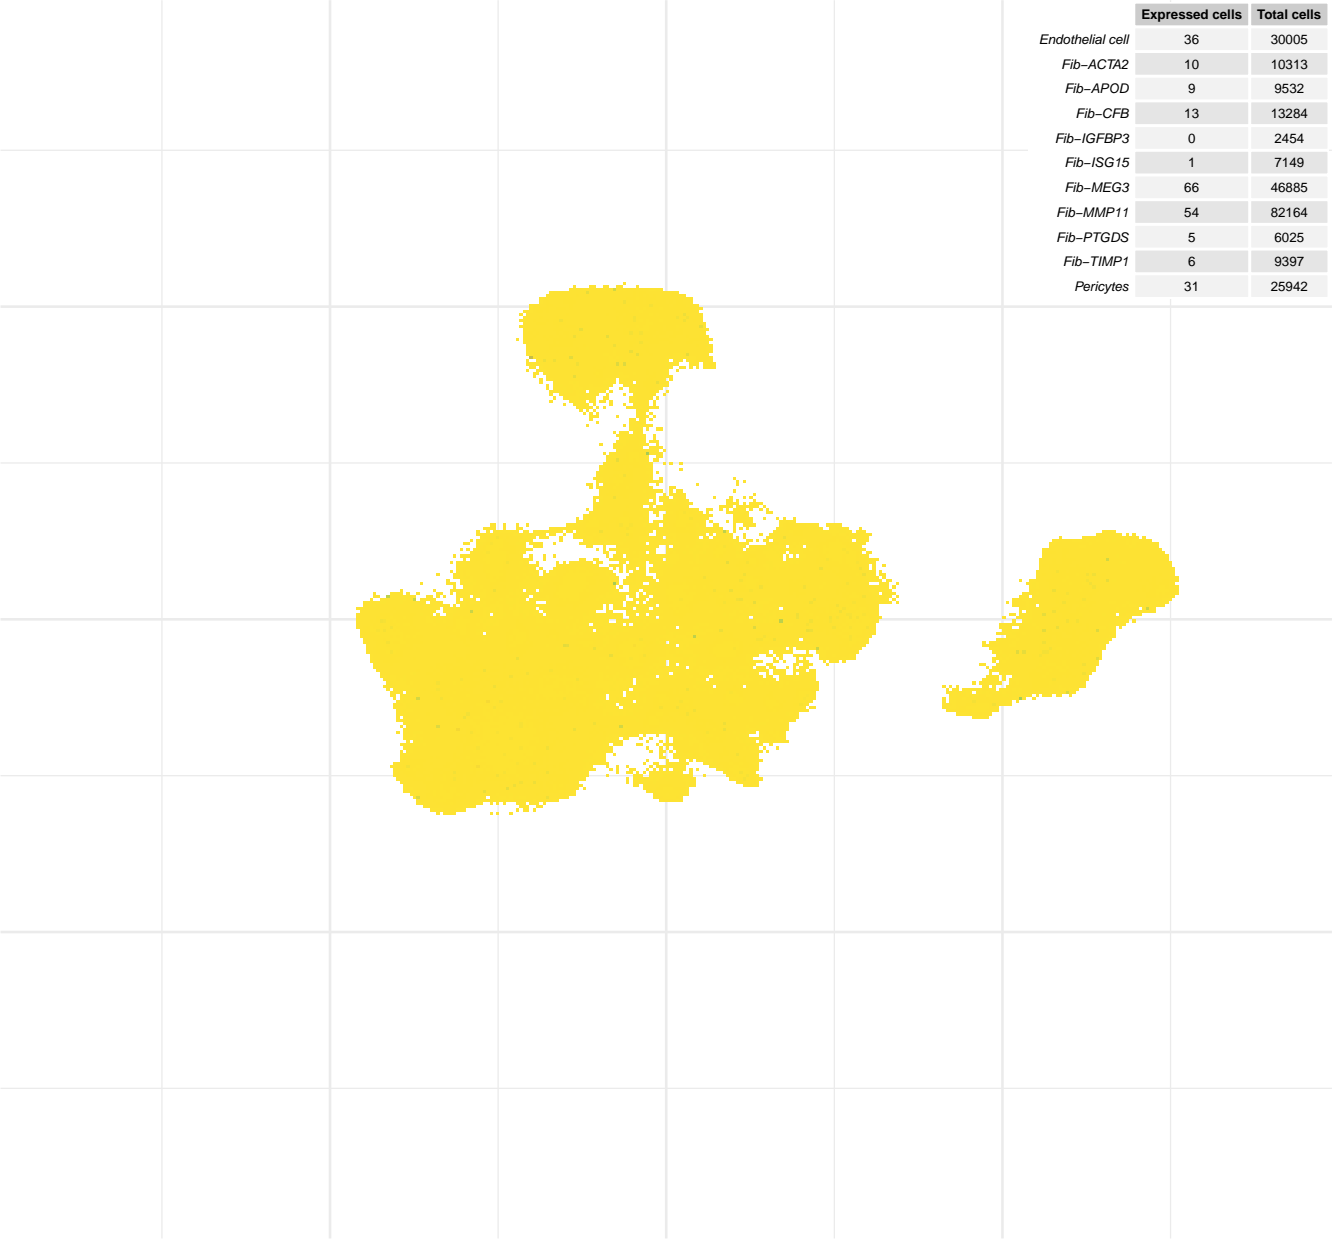 Expressed cells Total cells
Endothelial cell 36 30005
Fib−ACTA2 10 10313
Fib−APOD 9 9532
Fib−CFB 13 13284
Fib−IGFBP3 0 2454
Fib−ISG15 1 7149
Fib−MEG3 66 46885
Fib−MMP11 54 82164
Fib−PTGDS 5 6025
Fib−TIMP1 6 9397
Pericytes 31 25942